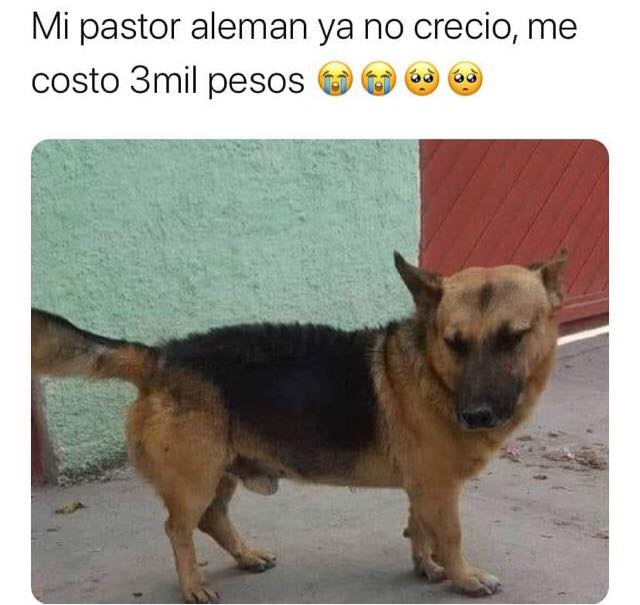 Mi pastor aleman ya no crecio, me
costo 3mil pesos 😭😭🥺🥺